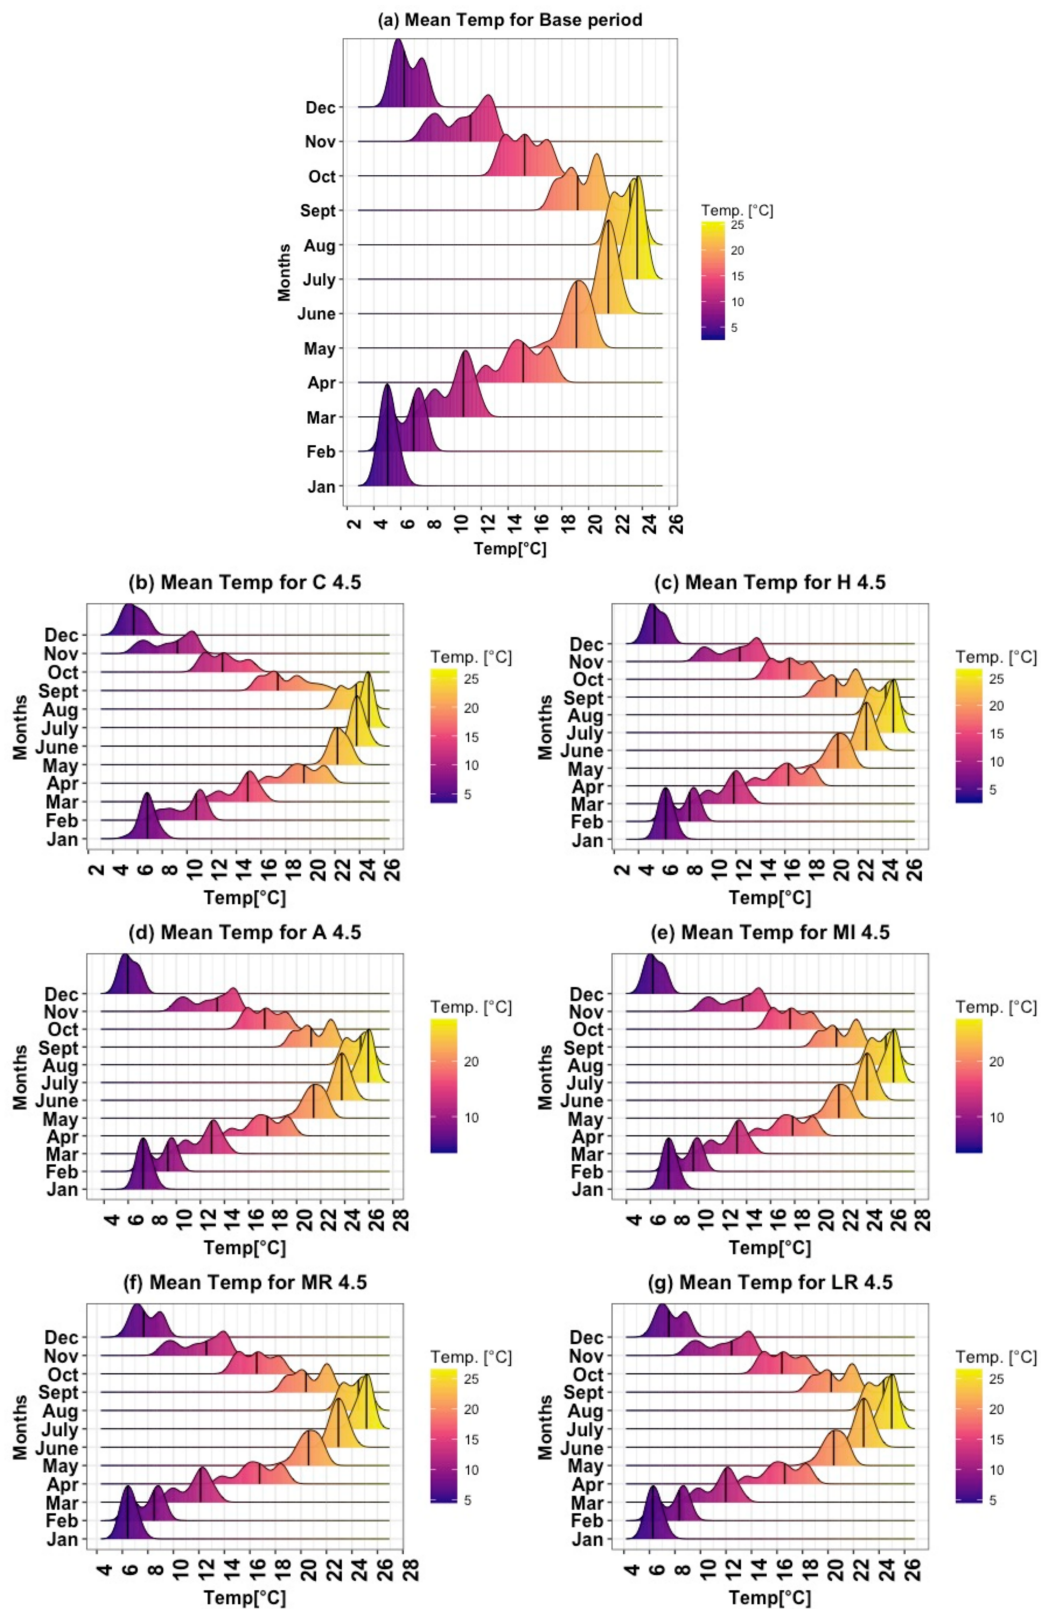 (a) Mean Temp for Base period
Dec
Nov
Oct
Sept
Aug
July
June
May
Apr
Mar
Feb
Jan
Months
2 4 6 8 10 12 14 16 18 20 22 24 26
Temp[°C]
Temp. [°C]
25
20
15
10
5
(b) Mean Temp for C 4.5
Dec
Nov
Oct
Sept
Aug
July
June
May
Apr
Mar
Feb
Jan
Months
2 4 6 8 10 12 14 16 18 20 22 24 26
Temp[°C]
Temp. [°C]
25
20
15
10
5
(c) Mean Temp for H 4.5
Dec
Nov
Oct
Sept
Aug
July
June
May
Apr
Mar
Feb
Jan
Months
2 4 6 8 10 12 14 16 18 20 22 24 26
Temp[°C]
Temp. [°C]
25
20
15
10
5
(d) Mean Temp for A 4.5
Dec
Nov
Oct
Sept
Aug
July
June
May
Apr
Mar
Feb
Jan
Months
4 6 8 10 12 14 16 18 20 22 24 26 28
Temp[°C]
Temp. [°C]
20
10
(e) Mean Temp for MI 4.5
Dec
Nov
Oct
Sept
Aug
July
June
May
Apr
Mar
Feb
Jan
Months
4 6 8 10 12 14 16 18 20 22 24 26 28
Temp[°C]
Temp. [°C]
20
10
(f) Mean Temp for MR 4.5
Dec
Nov
Oct
Sept
Aug
July
June
May
Apr
Mar
Feb
Jan
Months
4 6 8 10 12 14 16 18 20 22 24 26 28
Temp[°C]
Temp. [°C]
25
20
15
10
5
(g) Mean Temp for LR 4.5
Dec
Nov
Oct
Sept
Aug
July
June
May
Apr
Mar
Feb
Jan
Months
4 6 8 10 12 14 16 18 20 22 24 26
Temp[°C]
Temp. [°C]
25
20
15
10
5